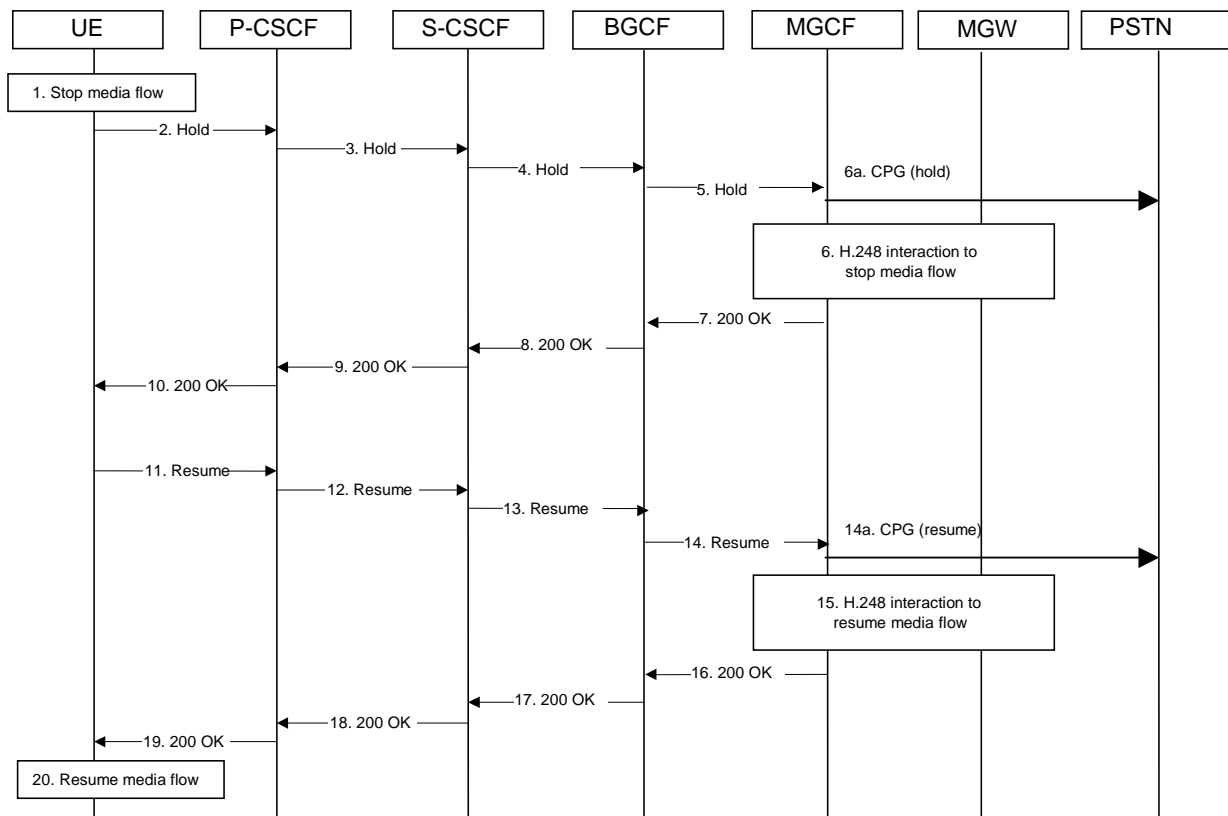 UE
P-CSCF
S-CSCF
BGCF
MGCF
MGW
PSTN
1. Stop media flow
2. Hold
3. Hold
4. Hold
5. Hold
6a. CPG (hold)
6. H.248 interaction to
stop media flow
7. 200 OK
8. 200 OK
9. 200 OK
10. 200 OK
11. Resume
12. Resume
13. Resume
14. Resume
14a. CPG (resume)
15. H.248 interaction to
resume media flow
16. 200 OK
17. 200 OK
18. 200 OK
19. 200 OK
20. Resume media flow